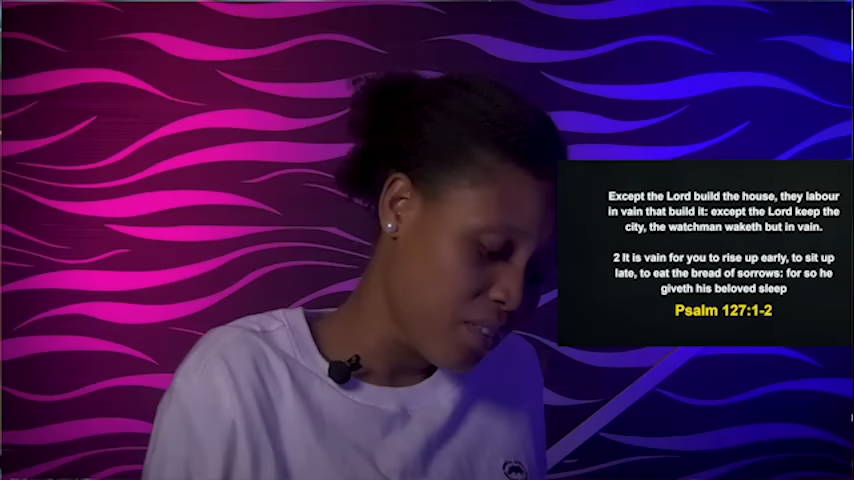 Except the Lord build the house, they labour
in vain that build it: except the Lord keep the
city, the watchman waketh but in vain.
2 It is vain for you to rise up early, to sit up
late, to eat the bread of sorrows: for so he
giveth his beloved sleep
Psalm 127:1-2